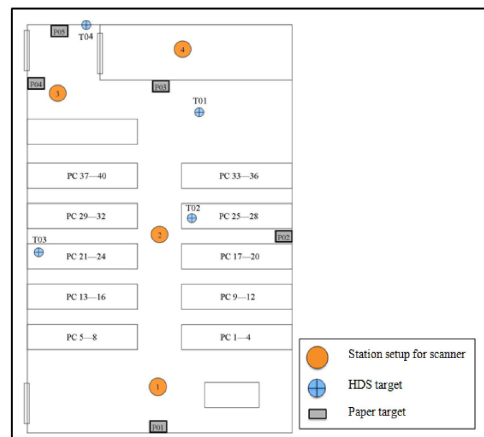 P05
T04
4
P04
3
P03
T01
PC 37—40 PC 33—36
PC 29—32 T02 PC 25—28
2
P02
T03
PC 21—24 PC 17—20
PC 13—16 PC 9—12
PC 5—8 PC 1—4
1
P01
Station setup for scanner
HDS target
Paper target